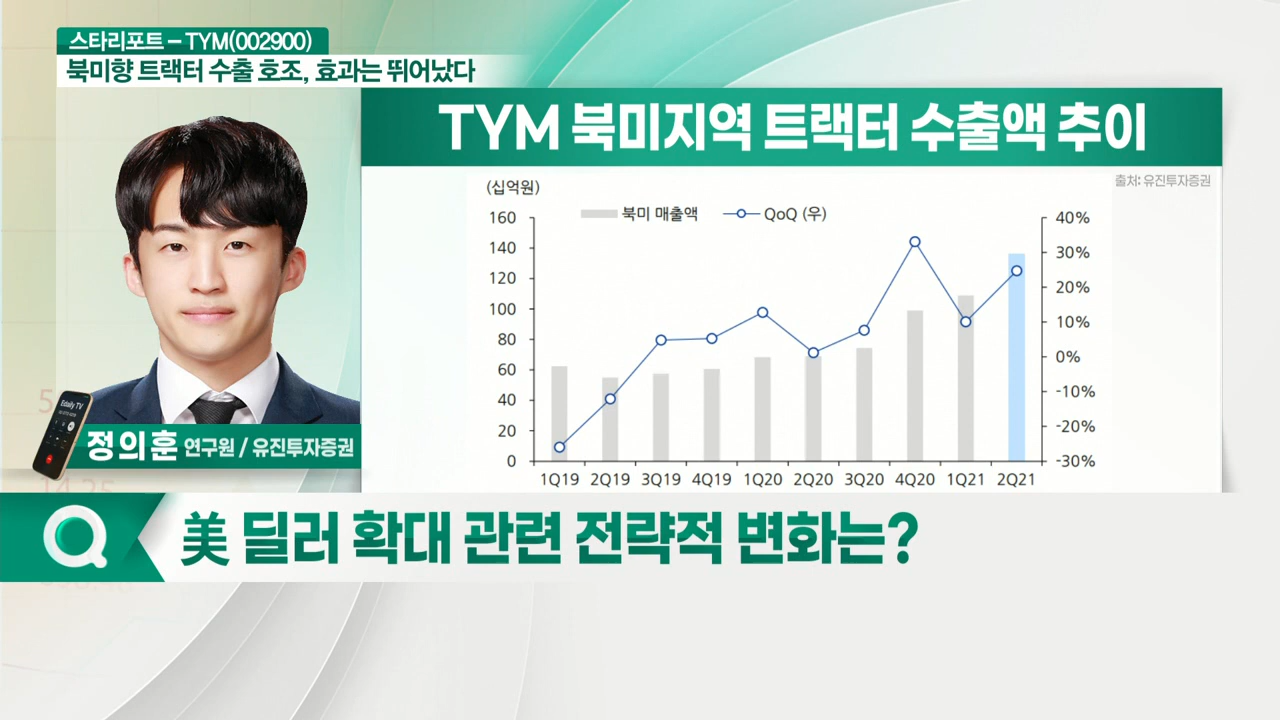 스타리포트 – TYM(002900)
북미향 트랙터 수출 호조, 효과는 뛰어났다
TYM 북미지역 트랙터 수출액 추이
출처: 유진투자증권
(십억원)
북미 매출액 QoQ (우)
160 40%
140 30%
120 20%
100 10%
80 0%
60 -10%
40 -20%
20 -30%
0
1Q19 2Q19 3Q19 4Q19 1Q20 2Q20 3Q20 4Q20 1Q21 2Q21
Edaily TV
정의훈 연구원 / 유진투자증권
Q 美 딜러 확대 관련 전략적 변화는?